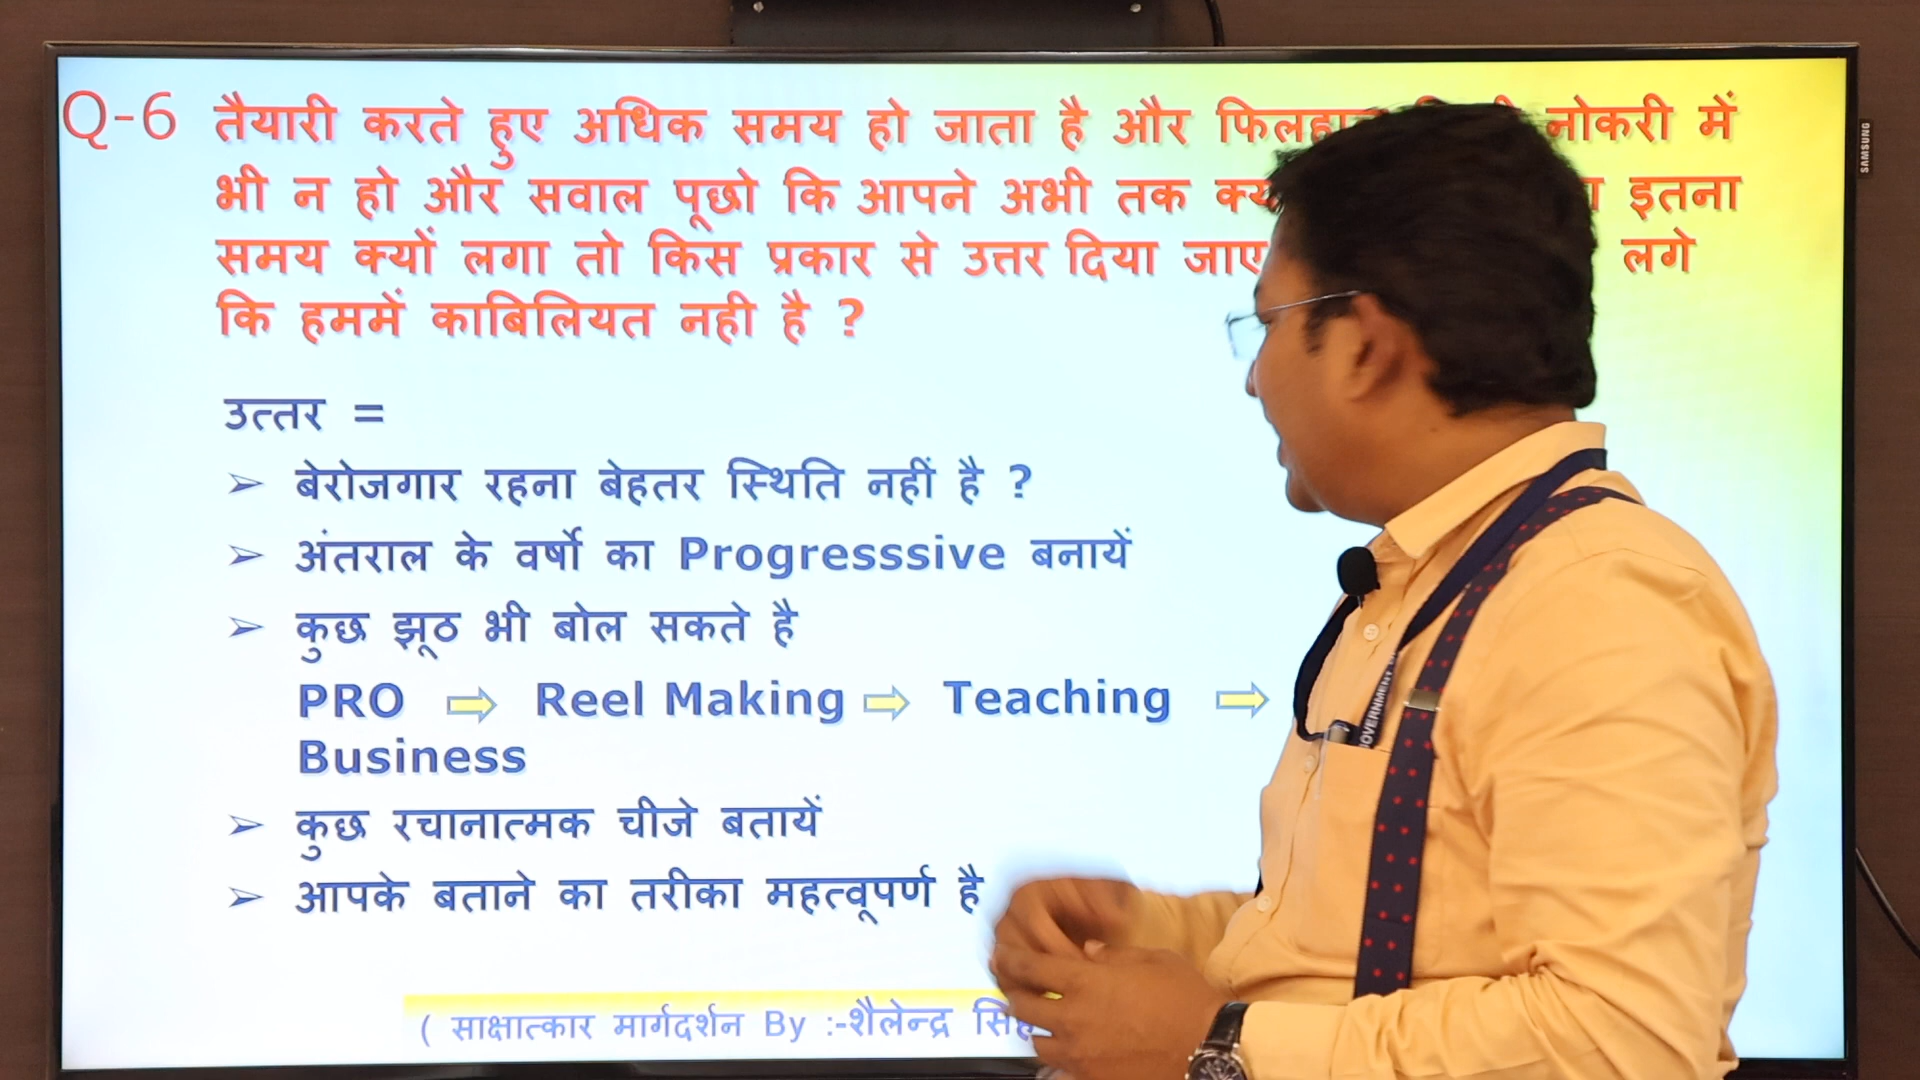 Q-6 तैयारी करते हुए अधिक समय हो जाता है और नोकरी में
भी न हो और सवाल पूछो कि आपने अभी तक इतना
समय क्यों लगा तो किस प्रकार से उत्तर दिया जाए लगे
कि हममें काबिलियत नही है ?
उत्तर =
➢ बेरोजगार रहना बेहतर स्थिति नहीं है ?
➢ अंतराल के वर्षो का Progresssive बनायें
➢ कुछ झूठ भी बोल सकते है
PRO ⇨ Reel Making ⇨ Teaching ⇨
Business
➢ कुछ रचानात्मक चीजे बतायें
➢ आपके बताने का तरीका महत्वूपर्ण है
( साक्षात्कार मार्गदर्शन By :-शैलेन्द्र
SAMSUNG